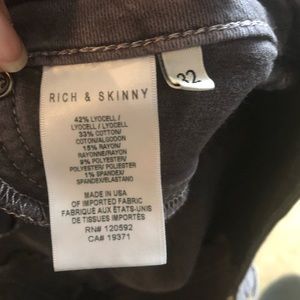 RICH & SKINNY
32
42% LYOCELL/
LYOCELL / LYOCELL
33% COTTON/
COTON/ALGODON
15% RAYON/
RAYONNE/RAYON
9% POLYESTER/
POLYESTER/ POLIESTER
1% SPANDEX/
SPANDEX/ELASTANO
MADE IN USA
OF IMPORTED FABRIC
FABRIQUÉ AUX ÉTATS-UNIS
DE TISSUES IMPORTÉS
RN# 120592
CA# 19371